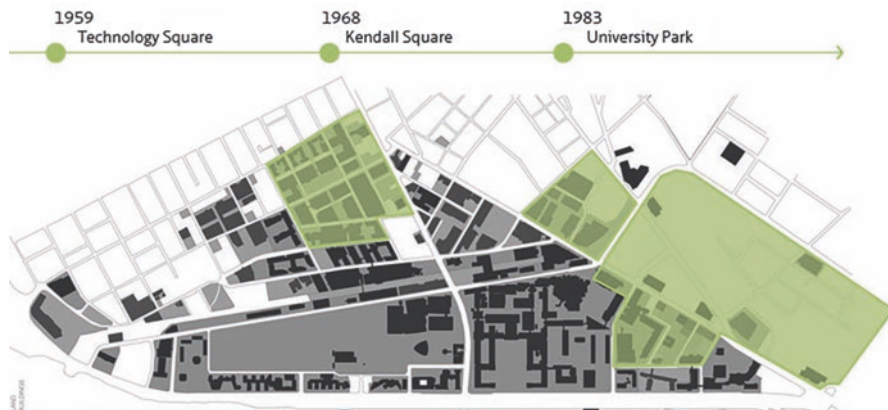 1959
Technology Square
1968
Kendall Square
1983
University Park